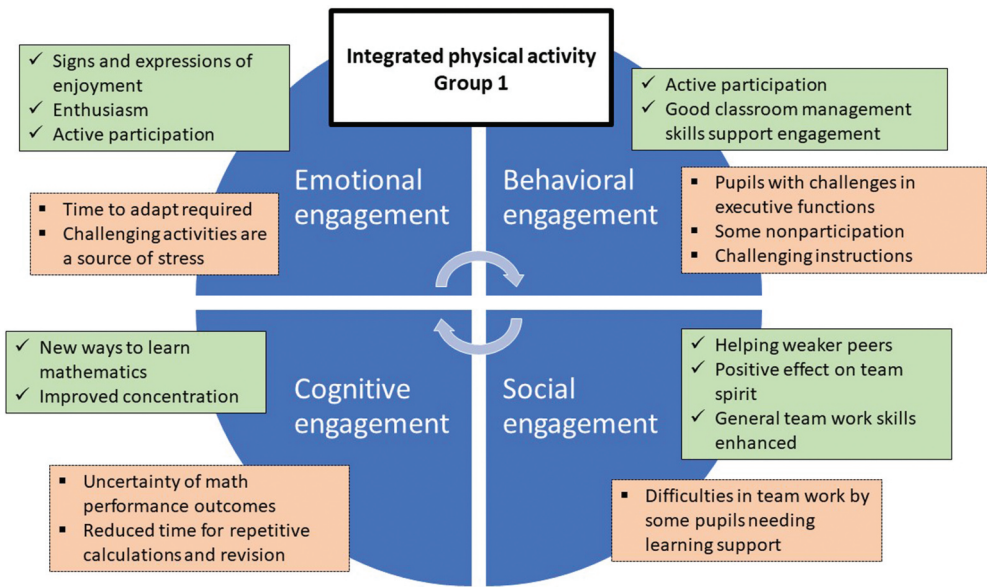 Integrated physical activity
Group 1
✓ Signs and expressions of
enjoyment
✓ Enthusiasm
✓ Active participation
✓ Active participation
✓ Good classroom management
skills support engagement
Emotional
engagement
Behavioral
engagement
▪ Time to adapt required
▪ Challenging activities are
a source of stress
▪ Pupils with challenges in
executive functions
▪ Some nonparticipation
▪ Challenging instructions
✓ New ways to learn
mathematics
✓ Improved concentration
Cognitive
engagement
Social
engagement
✓ Helping weaker peers
✓ Positive effect on team
spirit
✓ General team work skills
enhanced
▪ Uncertainty of math
performance outcomes
▪ Reduced time for repetitive
calculations and revision
▪ Difficulties in team work by
some pupils needing
learning support